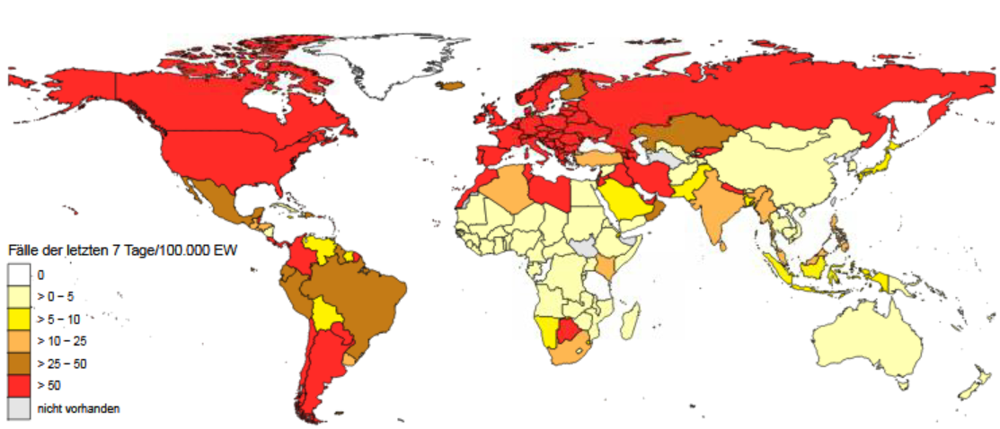 Fälle der letzten 7 Tage/100.000 EW
0
> 0 – 5
> 5 – 10
> 10 – 25
> 25 – 50
> 50
nicht vorhanden